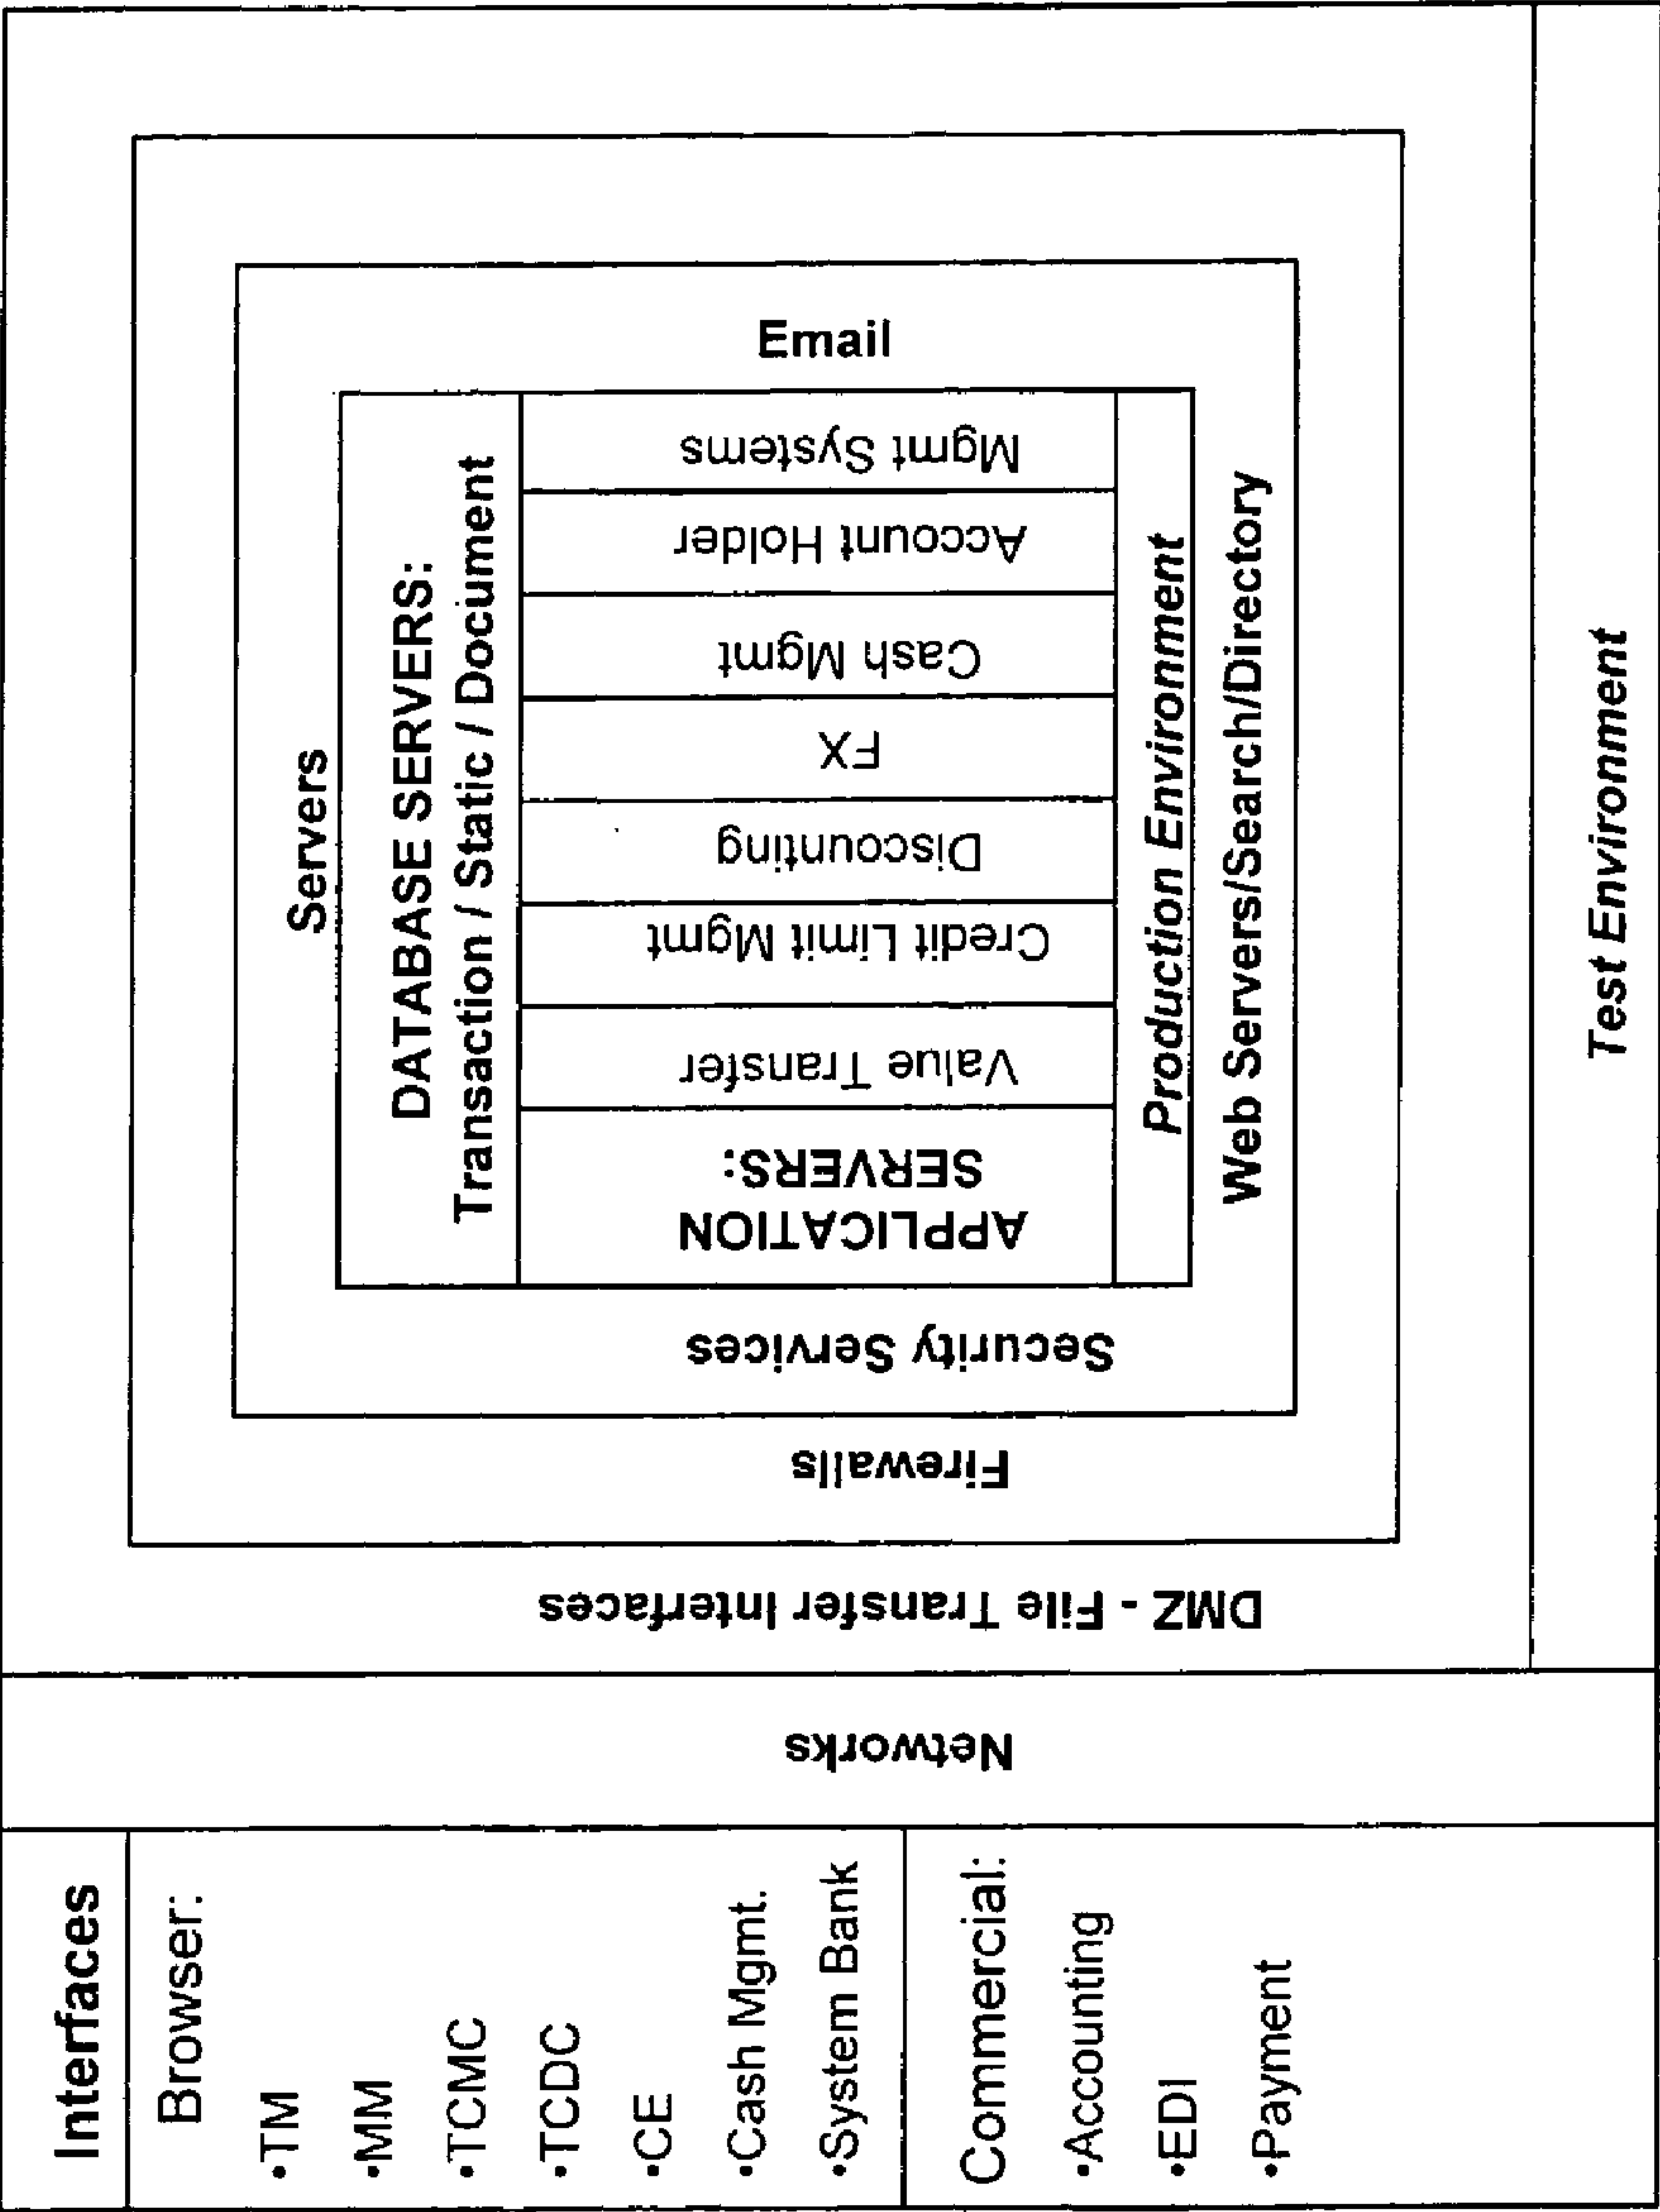 Interfaces
Browser:
•TM
•MM
•TCMC
•TCDC
•CE
•Cash Mgmt.
•System Bank
Commercial:
•Accounting
•EDI
•Payment
Networks
DMZ - File Transfer Interfaces
Firewalls
Security Services
Servers
DATABASE SERVERS:
Transaction / Static / Document
APPLICATION
SERVERS:
Value Transfer
Credit Limit Mgmt
Discounting
FX
Cash Mgmt
Account Holder
Mgmt Systems
Production Environment
Web Servers/Search/Directory
Email
Test Environment